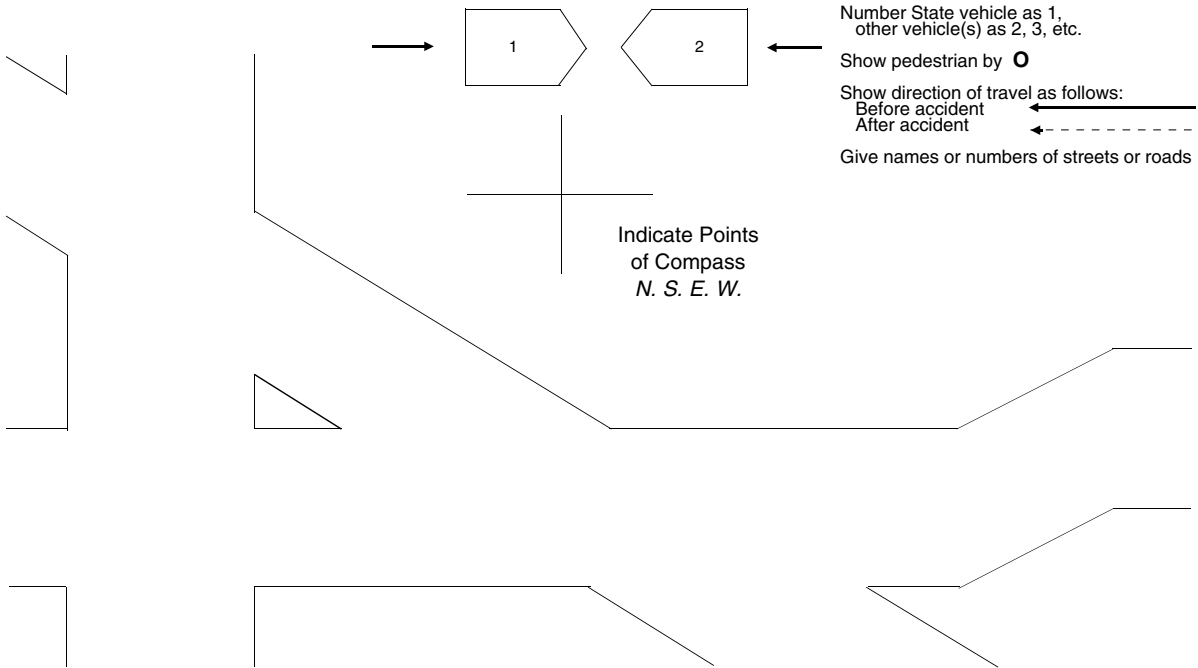 1
2
Number State vehicle as 1,
other vehicle(s) as 2, 3, etc.
Show pedestrian by O
Show direction of travel as follows:
Before accident
After accident
Give names or numbers of streets or roads
Indicate Points
of Compass
N. S. E. W.